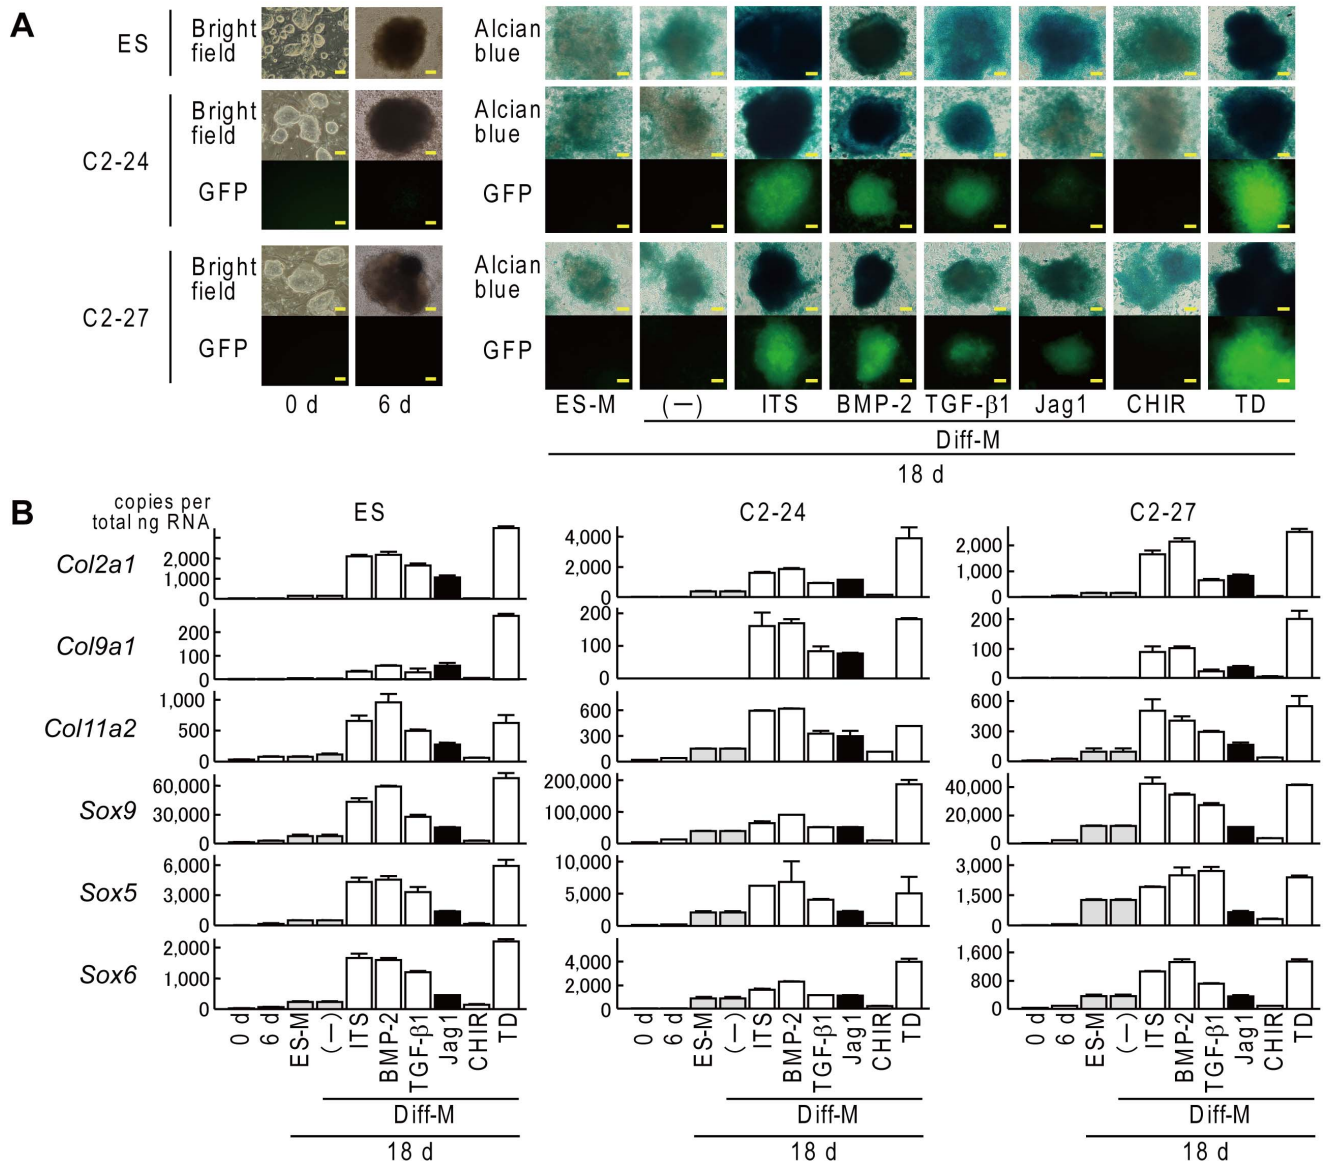 A
ES
Bright field
Alcian blue
C2-24
Bright field
Alcian blue
GFP
GFP
C2-27
Bright field
Alcian blue
GFP
GFP
0 d
6 d
ES-M
(—)
ITS
BMP-2
TGF-β1
Jag1
CHIR
TD
Diff-M
18 d
B
copies per
total ng RNA
ES
C2-24
C2-27
Col2a1
2,000
1,000
0
4,000
2,000
0
2,000
1,000
0
Col9a1
200
100
0
200
100
0
200
100
0
Col11a2
1,000
500
0
600
300
0
600
300
0
Sox9
60,000
30,000
0
200,000
100,000
0
40,000
20,000
0
Sox5
6,000
3,000
0
10,000
5,000
0
3,000
1,500
0
Sox6
2,000
1,000
0
4,000
2,000
0
1,600
800
0
0 d
6 d
ES-M
(—)
ITS
BMP-2
TGF-β1
Jag1
CHIR
TD
Diff-M
18 d
0 d
6 d
ES-M
(—)
ITS
BMP-2
TGF-β1
Jag1
CHIR
TD
Diff-M
18 d
0 d
6 d
ES-M
(—)
ITS
BMP-2
TGF-β1
Jag1
CHIR
TD
Diff-M
18 d